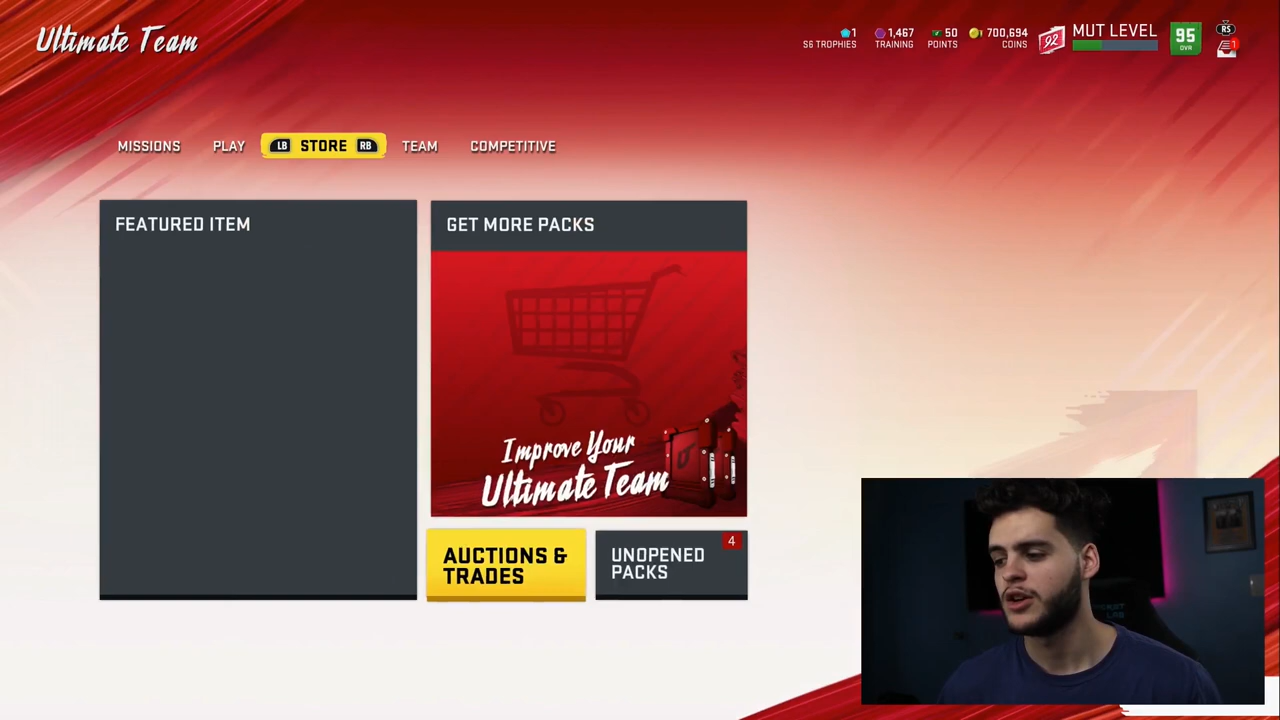 Ultimate Team
1
S6 TROPHIES
1,467
TRAINING
50
POINTS
700,694
COINS
92
MUT LEVEL
95
OVR
RS
1
MISSIONS
PLAY
LB STORE RB
TEAM
COMPETITIVE
FEATURED ITEM
GET MORE PACKS
Improve Your
Ultimate Team
AUCTIONS &
TRADES
UNOPENED
PACKS
4